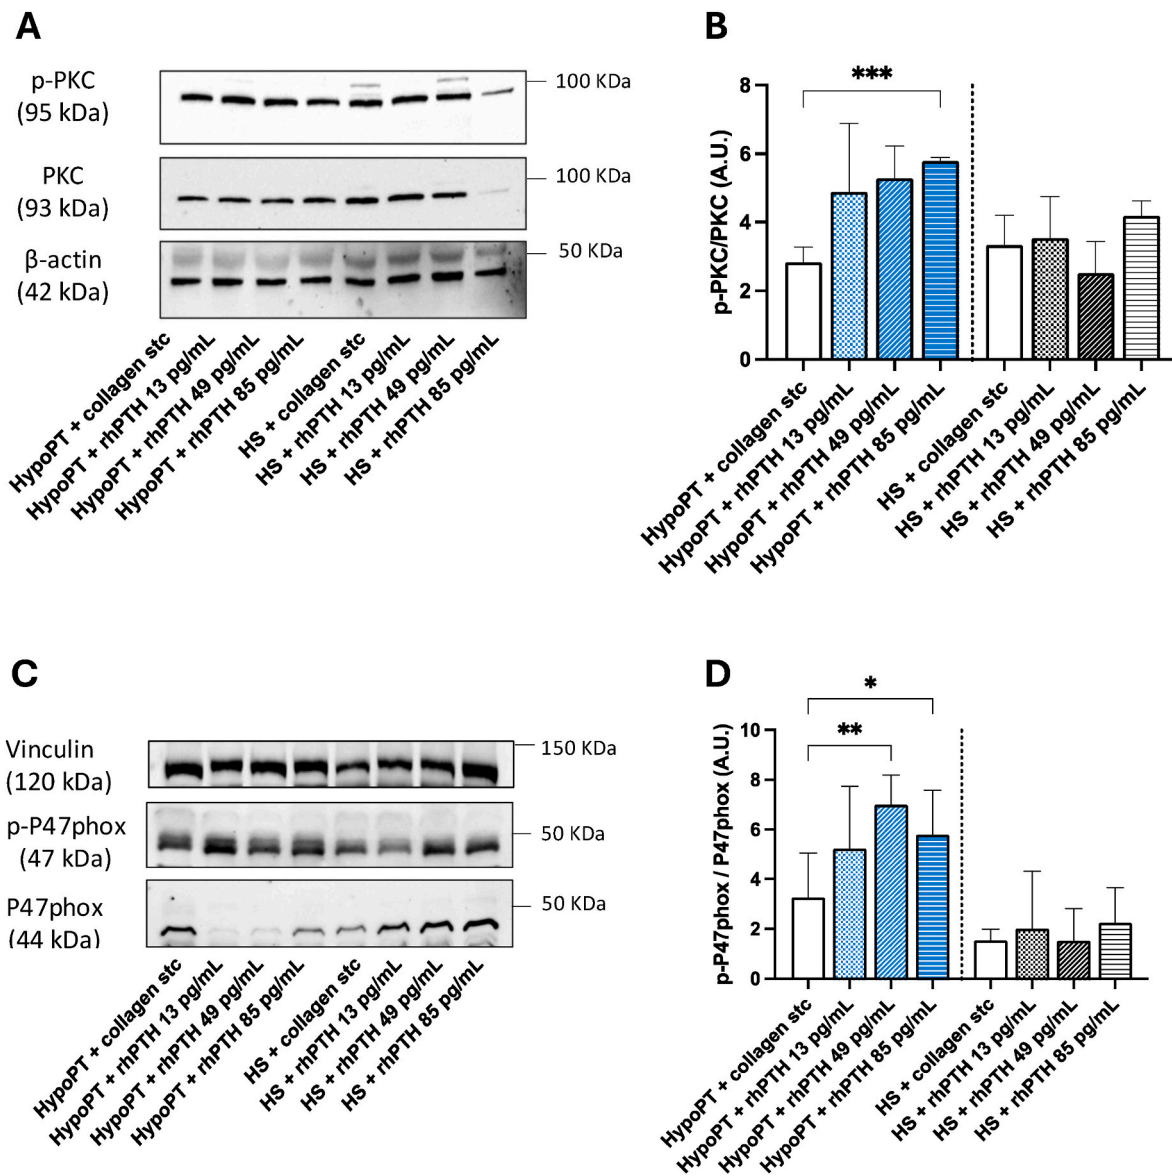 A
p-PKC
(95 kDa)
100 KDa
PKC
(93 kDa)
100 KDa
β-actin
(42 kDa)
50 KDa
HypoPT + collagen stc
HypoPT + rhPTH 13 pg/mL
HypoPT + rhPTH 49 pg/mL
HypoPT + rhPTH 85 pg/mL
HS + collagen stc
HS + rhPTH 13 pg/mL
HS + rhPTH 49 pg/mL
HS + rhPTH 85 pg/mL
B
***
p-PKC/PKC (A.U.)
8
6
4
2
0
HypoPT + collagen stc
HypoPT + rhPTH 13 pg/mL
HypoPT + rhPTH 49 pg/mL
HypoPT + rhPTH 85 pg/mL
HS + collagen stc
HS + rhPTH 13 pg/mL
HS + rhPTH 49 pg/mL
HS + rhPTH 85 pg/mL
C
Vinculin
(120 kDa)
150 KDa
p-P47phox
(47 kDa)
50 KDa
P47phox
(44 kDa)
50 KDa
HypoPT + collagen stc
HypoPT + rhPTH 13 pg/mL
HypoPT + rhPTH 49 pg/mL
HypoPT + rhPTH 85 pg/mL
HS + collagen stc
HS + rhPTH 13 pg/mL
HS + rhPTH 49 pg/mL
HS + rhPTH 85 pg/mL
D
*
**
p-P47phox / P47phox (A.U.)
10
8
6
4
2
0
HypoPT + collagen stc
HypoPT + rhPTH 13 pg/mL
HypoPT + rhPTH 49 pg/mL
HypoPT + rhPTH 85 pg/mL
HS + collagen stc
HS + rhPTH 13 pg/mL
HS + rhPTH 49 pg/mL
HS + rhPTH 85 pg/mL